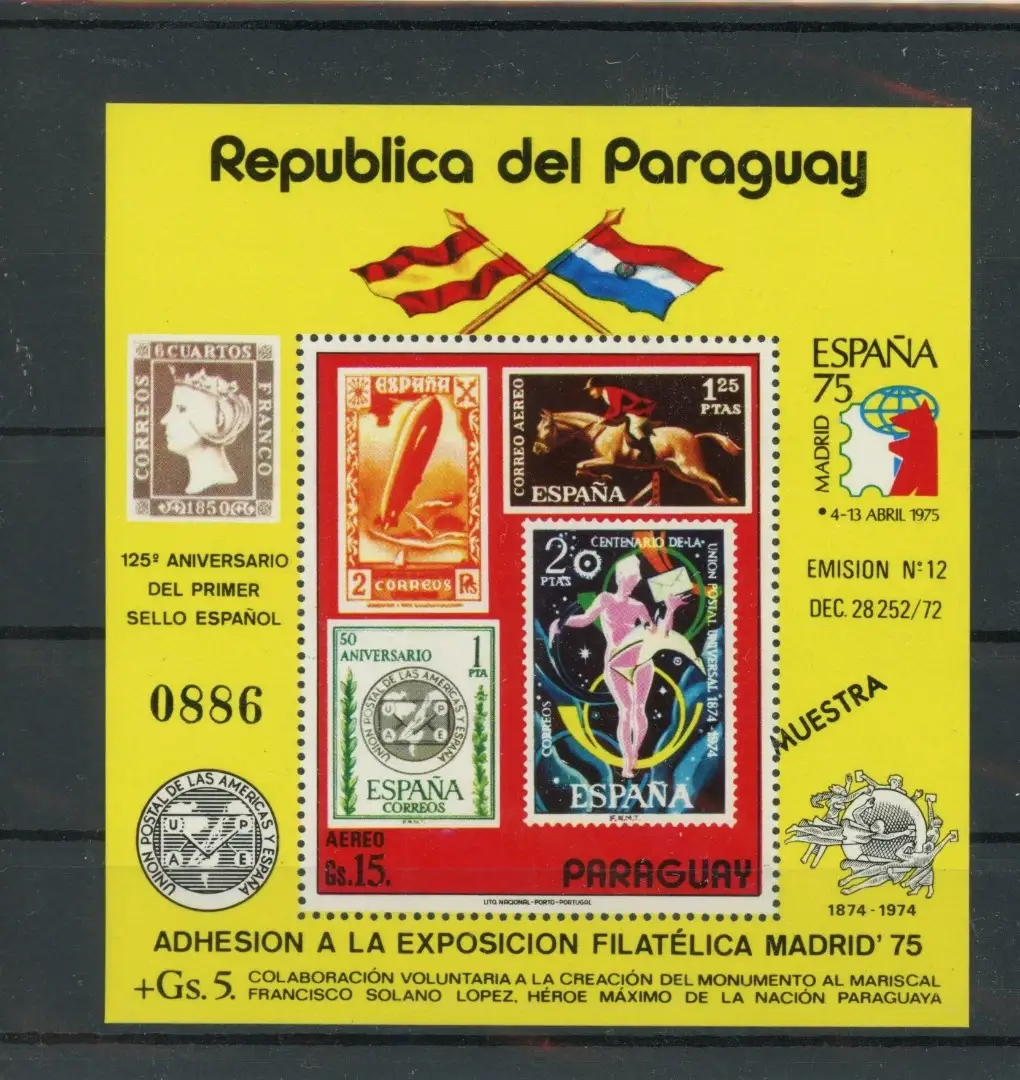 Republica del Paraguay
6 CUARTOS
CORREOS
FRANCO
1850
125º ANIVERSARIO
DEL PRIMER
SELLO ESPAÑOL
0886
UNION POSTAL DE LAS AMERICAS Y ESPAÑA
U P
A E
ESPAÑA
2 CORREOS Pts
CORREO AEREO
1 25
PTAS
ESPAÑA
50
ANIVERSARIO
1
PTA
UNION POSTAL DE LAS AMERICAS Y ESPAÑA
U P
A E
ESPAÑA
CORREOS
F.N.M.T.
2
PTAS
CENTENARIO DE LA
UNION POSTAL UNIVERSAL 1874-1974
CORREOS
ESPAÑA
F.N.M.T.
AEREO
Gs.15.
PARAGUAY
LITO. NACIONAL-PORTO-PORTUGAL
ESPAÑA
75
MADRID
• 4-13 ABRIL 1975
EMISION N°12
DEC. 28 252/72
MUESTRA
1874-1974
ADHESION A LA EXPOSICION FILATÉLICA MADRID' 75
+Gs. 5. COLABORACIÓN VOLUNTARIA A LA CREACIÓN DEL MONUMENTO AL MARISCAL
FRANCISCO SOLANO LOPEZ, HÉROE MÁXIMO DE LA NACIÓN PARAGUAYA